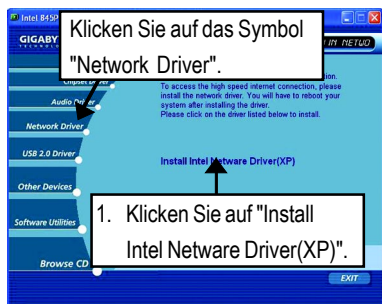 Intel 845P
GIGABY
IN NETWO
Klicken Sie auf das Symbol
"Network Driver".
Chipset Driver
Audio Driver
Network Driver
USB 2.0 Driver
Other Devices
Software Utilities
Browse CD
To access the high speed internet connection, please
install the network driver. You will have to reboot your
system after installing the driver.
Please click on the driver listed below to install.
Install Intel Netware Driver(XP)
1. Klicken Sie auf "Install
Intel Netware Driver(XP)".
EXIT